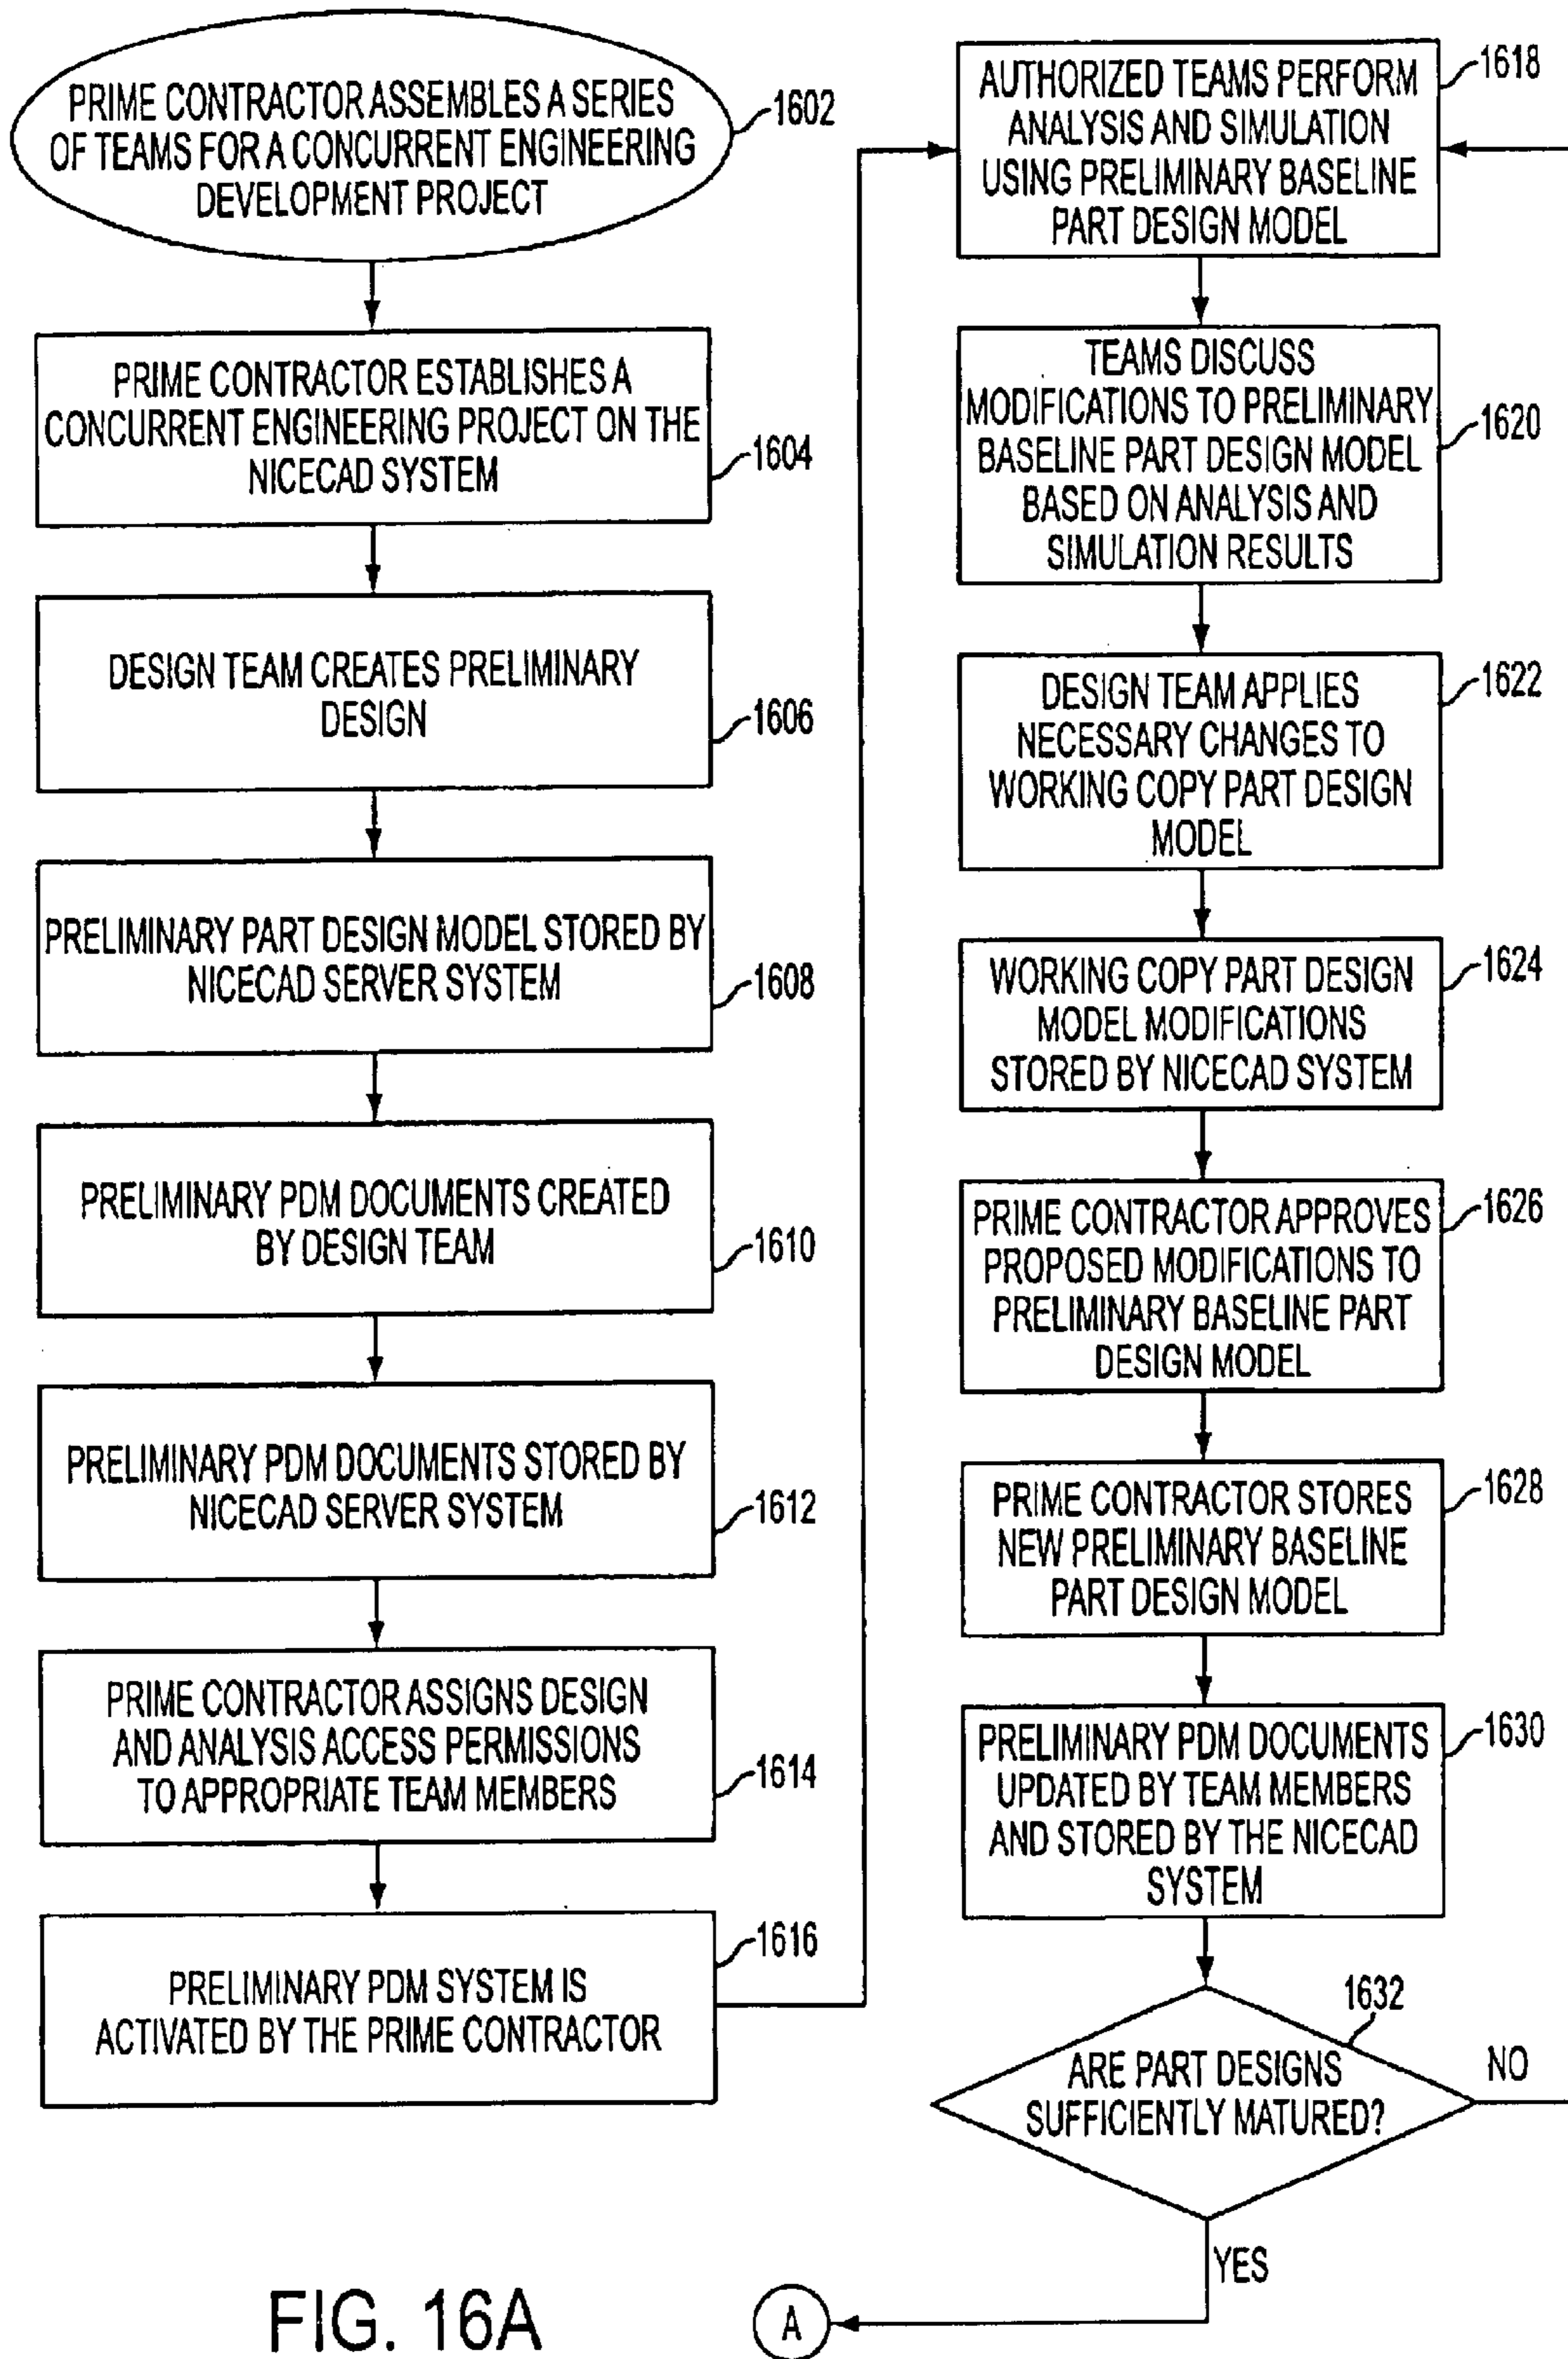 PRIME CONTRACTOR ASSEMBLES A SERIES
OF TEAMS FOR A CONCURRENT ENGINEERING
DEVELOPMENT PROJECT
1602
PRIME CONTRACTOR ESTABLISHES A
CONCURRENT ENGINEERING PROJECT ON THE
NICECAD SYSTEM
1604
DESIGN TEAM CREATES PRELIMINARY
DESIGN
1606
PRELIMINARY PART DESIGN MODEL STORED BY
NICECAD SERVER SYSTEM
1608
PRELIMINARY PDM DOCUMENTS CREATED
BY DESIGN TEAM
1610
PRELIMINARY PDM DOCUMENTS STORED BY
NICECAD SERVER SYSTEM
1612
PRIME CONTRACTOR ASSIGNS DESIGN
AND ANALYSIS ACCESS PERMISSIONS
TO APPROPRIATE TEAM MEMBERS
1614
PRELIMINARY PDM SYSTEM IS
ACTIVATED BY THE PRIME CONTRACTOR
1616
AUTHORIZED TEAMS PERFORM
ANALYSIS AND SIMULATION
USING PRELIMINARY BASELINE
PART DESIGN MODEL
1618
TEAMS DISCUSS
MODIFICATIONS TO PRELIMINARY
BASELINE PART DESIGN MODEL
BASED ON ANALYSIS AND
SIMULATION RESULTS
1620
DESIGN TEAM APPLIES
NECESSARY CHANGES TO
WORKING COPY PART DESIGN
MODEL
1622
WORKING COPY PART DESIGN
MODEL MODIFICATIONS
STORED BY NICECAD SYSTEM
1624
PRIME CONTRACTOR APPROVES
PROPOSED MODIFICATIONS TO
PRELIMINARY BASELINE PART
DESIGN MODEL
1626
PRIME CONTRACTOR STORES
NEW PRELIMINARY BASELINE
PART DESIGN MODEL
1628
PRELIMINARY PDM DOCUMENTS
UPDATED BY TEAM MEMBERS
AND STORED BY THE NICECAD
SYSTEM
1630
1632
ARE PART DESIGNS
SUFFICIENTLY MATURED?
NO
YES
A
FIG. 16A